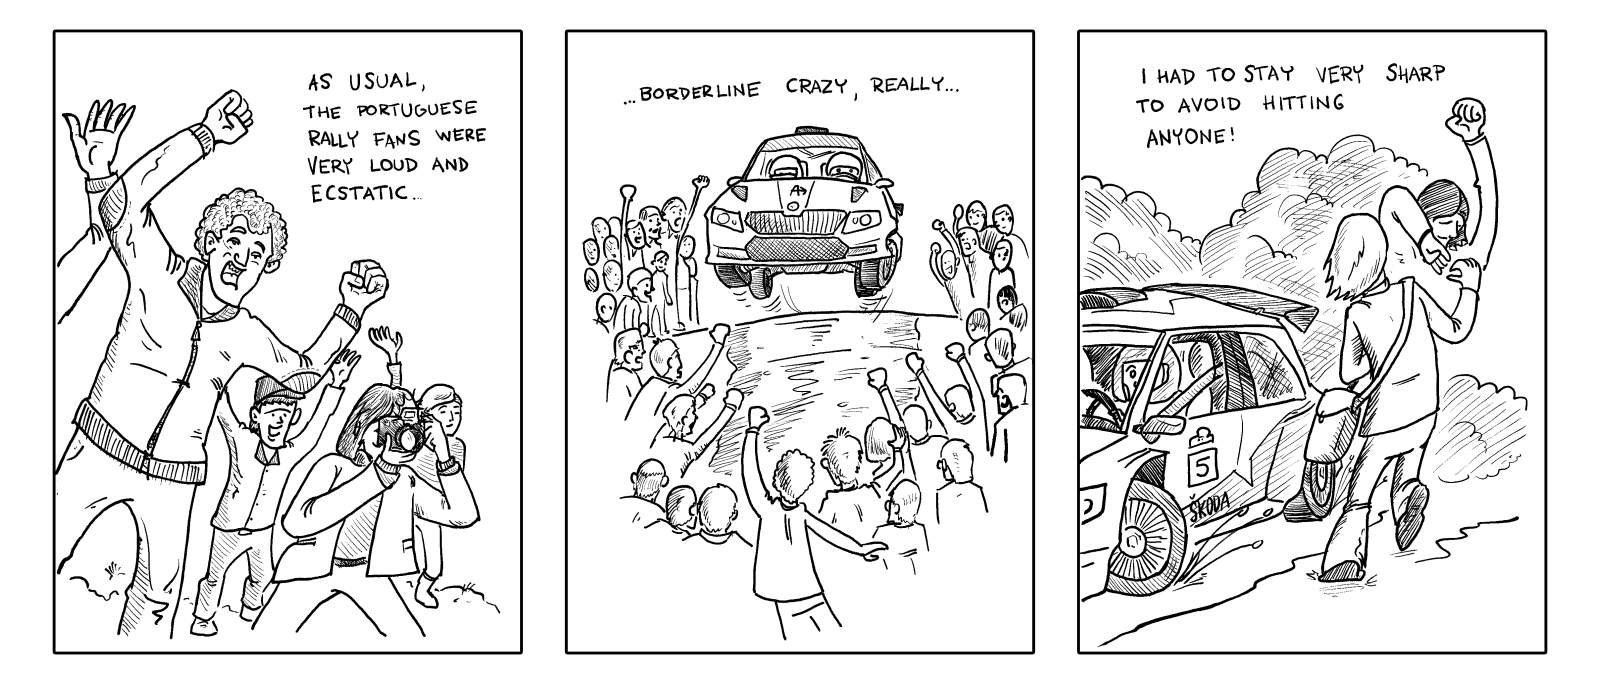 AS USUAL,
THE PORTUGUESE
RALLY FANS WERE
VERY LOUD AND
ECSTATIC...
...BORDERLINE CRAZY, REALLY...
I HAD TO STAY VERY SHARP
TO AVOID HITTING
ANYONE!
5
ŠKODA